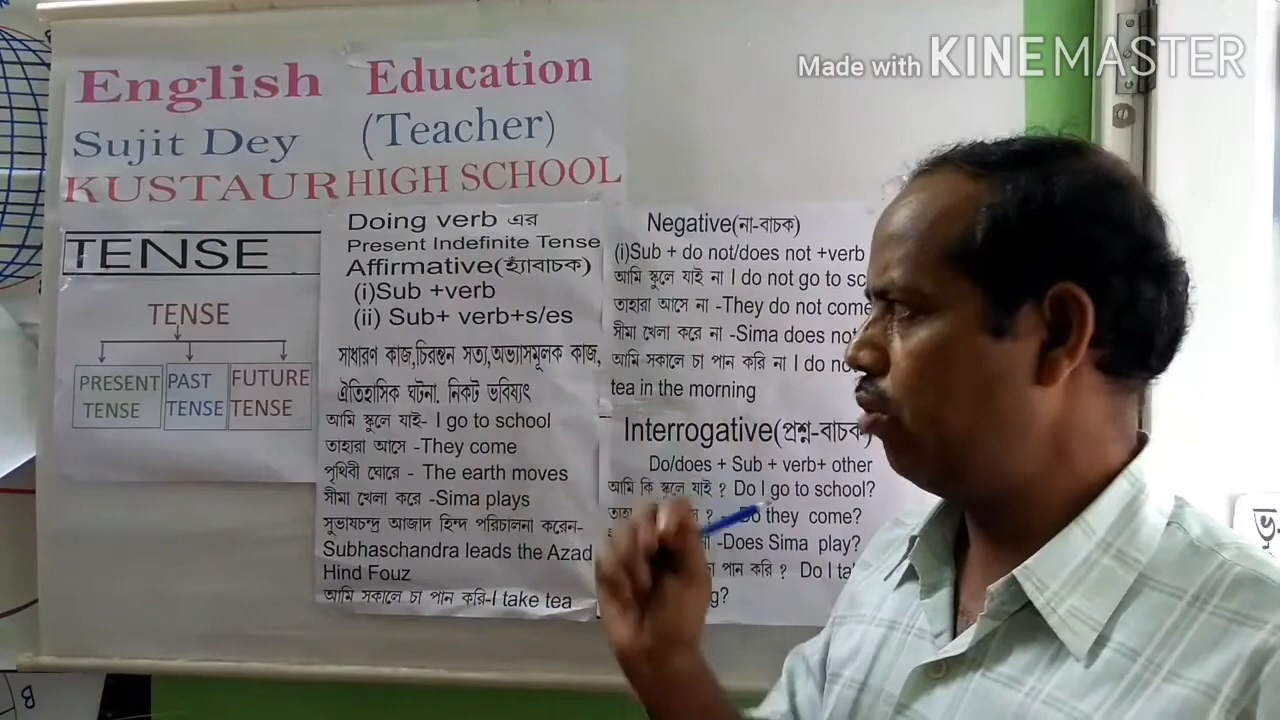 Made with KINEMASTER
English Education
Sujit Dey (Teacher)
KUSTAUR HIGH SCHOOL
TENSE
TENSE
PRESENT TENSE
PAST TENSE
FUTURE TENSE
Doing verb এর
Present Indefinite Tense
Affirmative(হ্যাঁবাচক)
(i)Sub +verb
(ii) Sub+ verb+s/es
সাধারণ কাজ,চিরন্তন সত্য,অভ্যাসমূলক কাজ,
ঐতিহাসিক ঘটনা. নিকট ভবিষ্যৎ
আমি স্কুলে যাই- I go to school
তাহারা আসে -They come
পৃথিবী ঘোরে - The earth moves
সীমা খেলা করে -Sima plays
সুভাষচন্দ্র আজাদ হিন্দ পরিচালনা করেন-
Subhaschandra leads the Azad
Hind Fouz
আমি সকালে চা পান করি-I take tea
Negative(না-বাচক)
(i)Sub + do not/does not +verb
আমি স্কুলে যাই না I do not go to sc
তাহারা আসে না -They do not come
সীমা খেলা করে না -Sima does not
আমি সকালে চা পান করি না I do no
tea in the morning
Interrogative(প্রশ্ন-বাচক)
Do/does + Sub + verb+ other
আমি কি স্কুলে যাই ? Do I go to school?
? - Do they come?
-Does Sima play?
পান করি ? Do I ta
g?
B